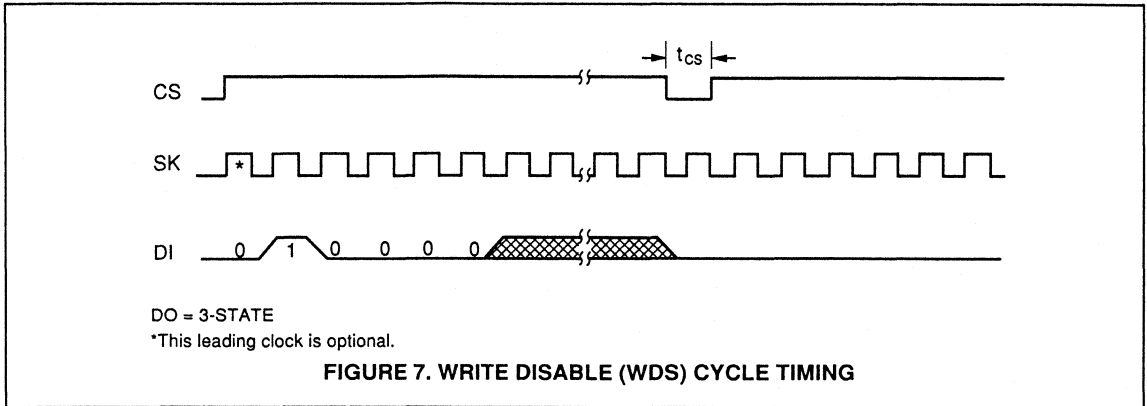 tCS
CS
SK *
DI 0 1 0 0 0 0
DO = 3-STATE
*This leading clock is optional.
FIGURE 7. WRITE DISABLE (WDS) CYCLE TIMING